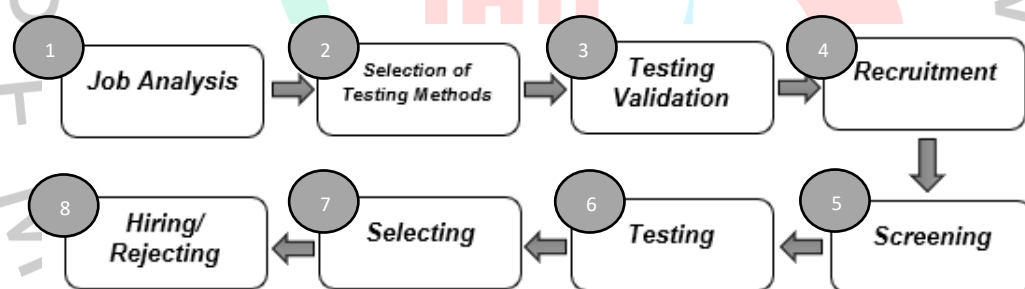 1
Job Analysis
2
Selection of
Testing Methods
3
Testing
Validation
4
Recruitment
5
Screening
6
Testing
7
Selecting
8
Hiring/
Rejecting